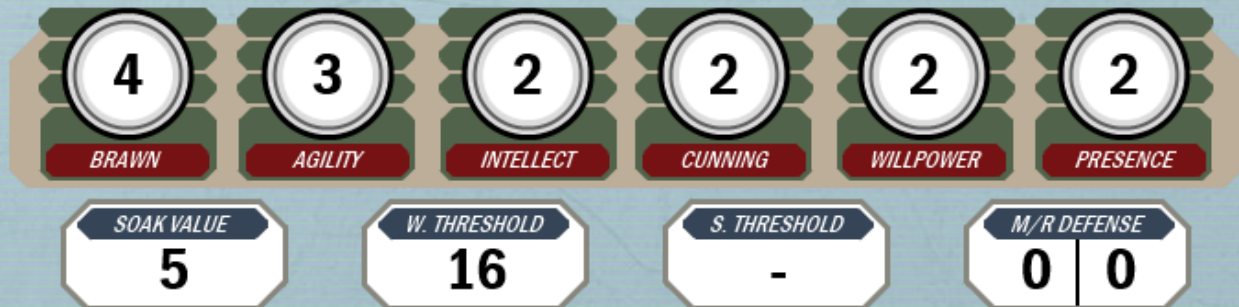 4 3 2 2 2 2
BRAWN AGILITY INTELLECT CUNNING WILLPOWER PRESENCE
SOAK VALUE W. THRESHOLD S. THRESHOLD M/R DEFENSE
5 16 - 0 0